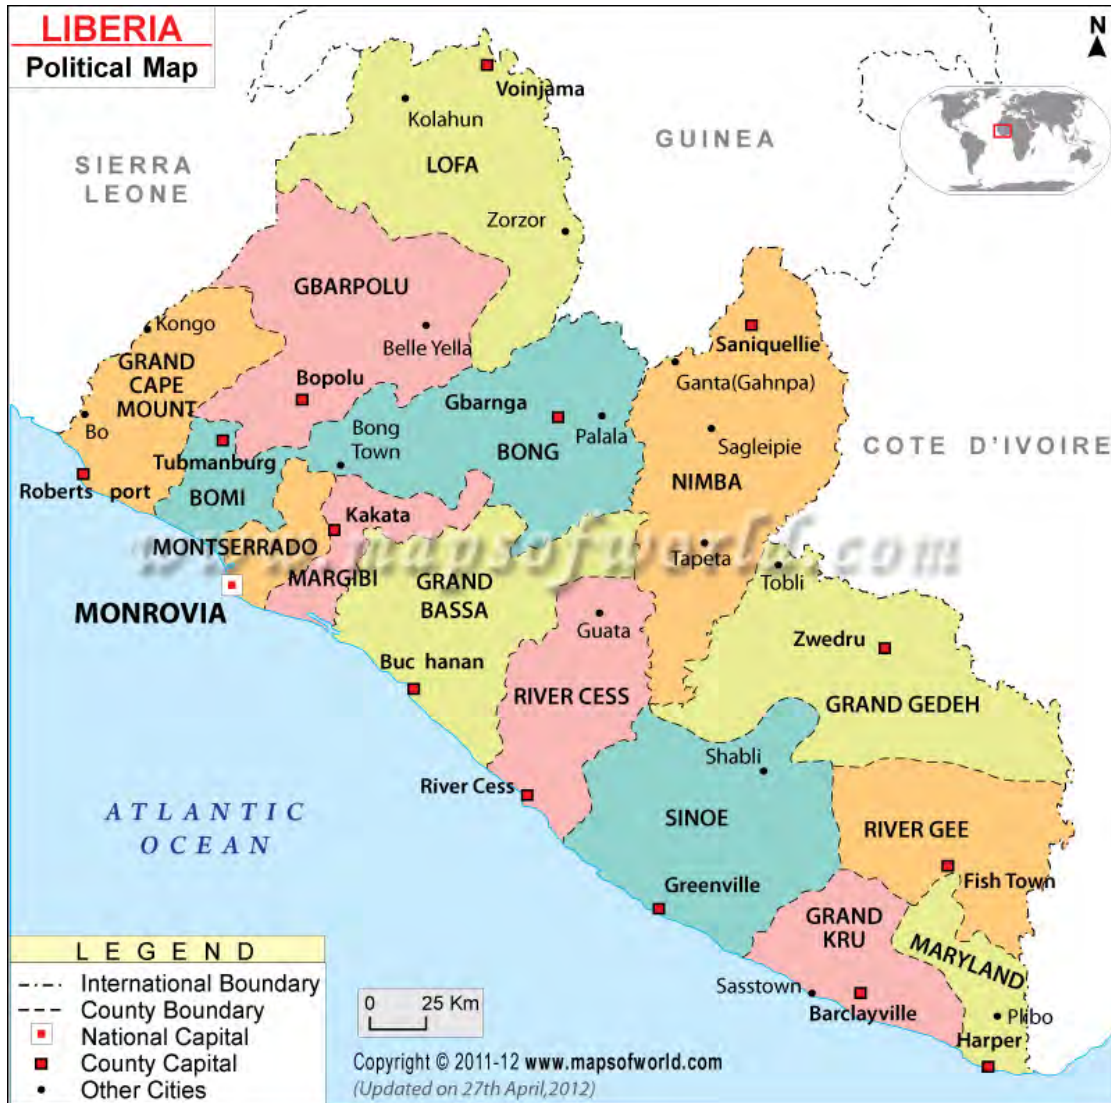 LIBERIA
Political Map
N
SIERRA
LEONE
GUINEA
COTE D'IVOIRE
Voinjama
Kolahun
LOFA
Zorzor
GBARPOLU
Belle Yella
Bopolu
Kongo
GRAND
CAPE
MOUNT
Bo
Roberts port
Tubmanburg
BOMI
Bong
Town
Gbarnga
BONG
Palala
Saniquellie
Ganta(Gahnpa)
Sagleipie
NIMBA
Tapeta
Kakata
MONTSERRADO
MARGIBI
MONROVIA
GRAND
BASSA
Buc hanan
www.mapsofworld.com
Tobli
Zwedru
GRAND GEDEH
Guata
RIVER CESS
River Cess
Shabli
SINOE
Greenville
RIVER GEE
Fish Town
GRAND
KRU
MARYLAND
Sasstown
Barclayville
Plibo
Harper
ATLANTIC
OCEAN
LEGEND
International Boundary
County Boundary
National Capital
County Capital
Other Cities
0 25 Km
Copyright © 2011-12 www.mapsofworld.com
(Updated on 27th April,2012)